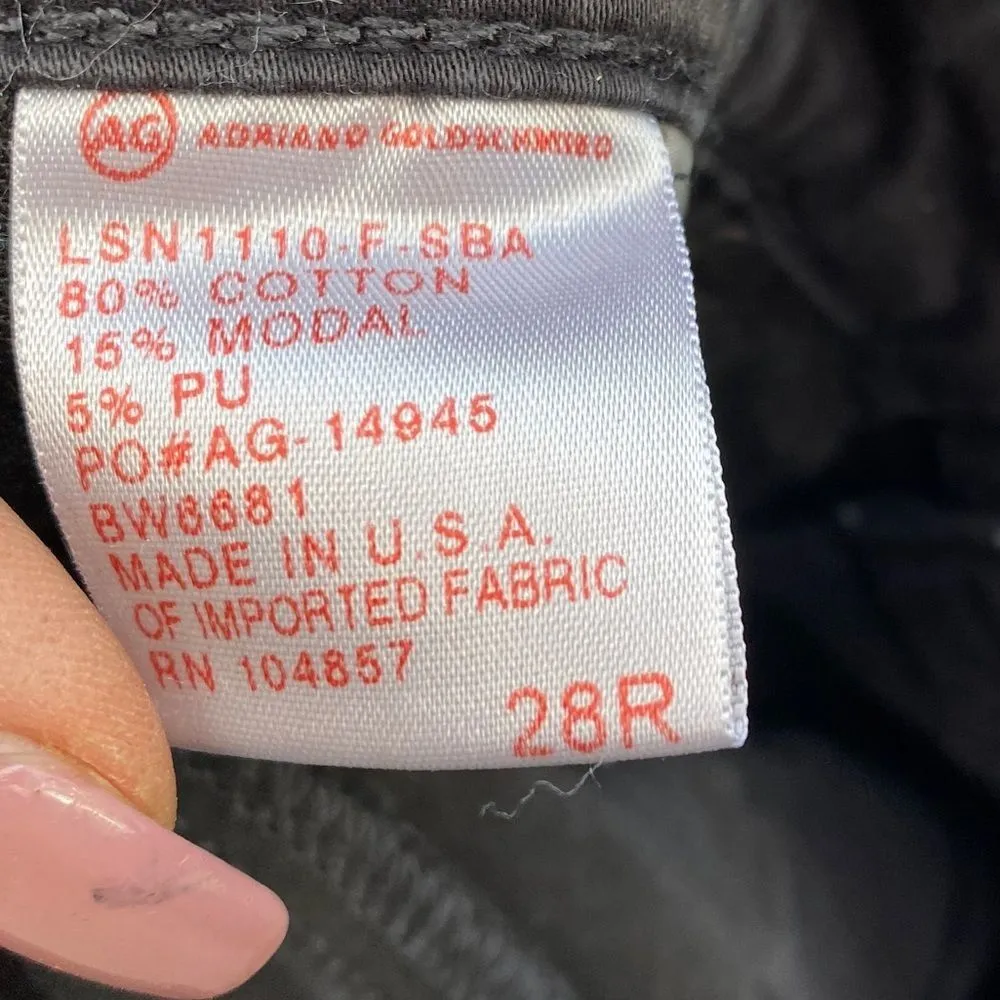 AG ADRIANO GOLDSCHMIED
LSN1110-F-SBA
80% COTTON
15% MODAL
5% PU
PO#AG-14945
BW6681
MADE IN U.S.A.
OF IMPORTED FABRIC
RN 104857
28R